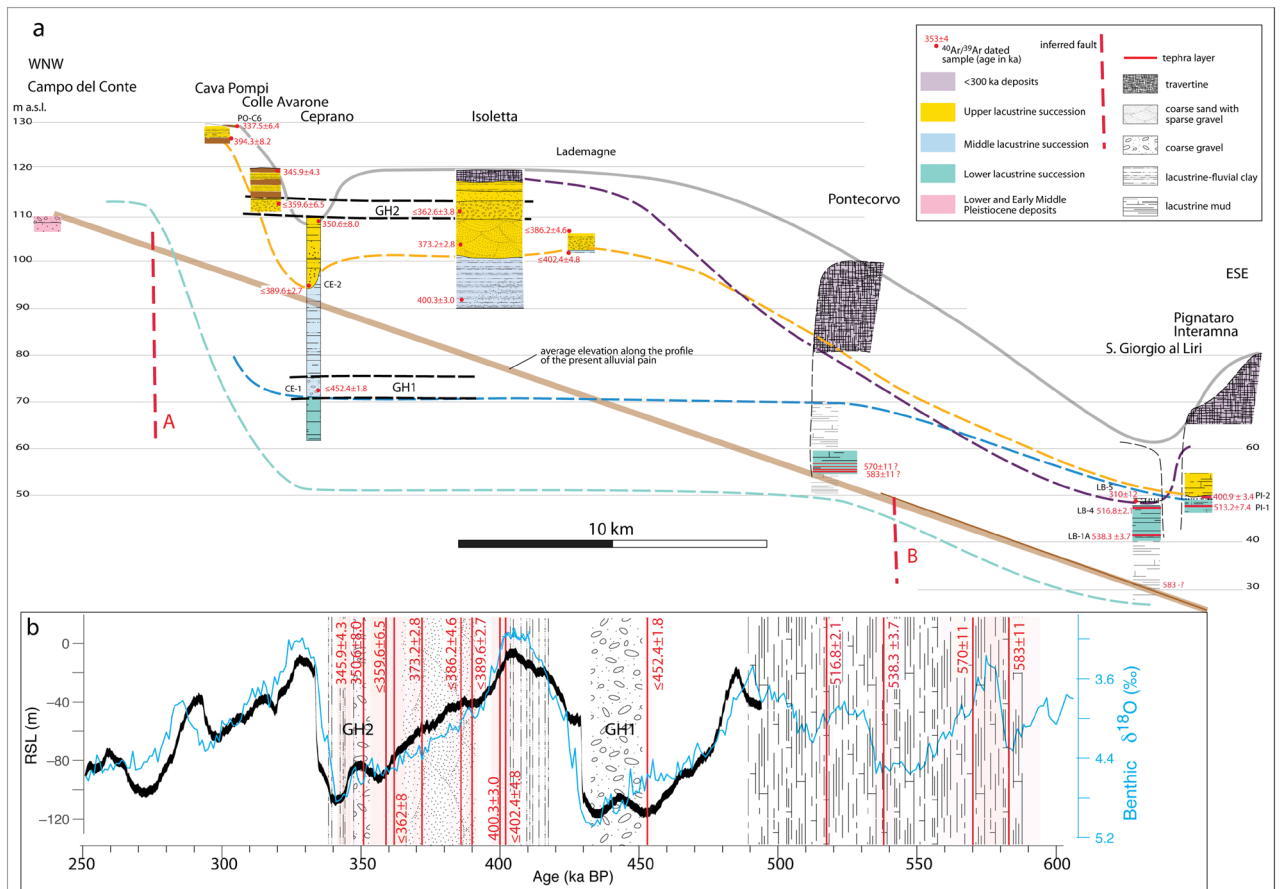 a
WNW
Campo del Conte
m a.s.l.
130
120
110
100
90
80
70
60
50
Cava Pompi
PO-C6
337.5±6.4
394.3±8.2
Colle Avarone
345.9±4.3
≤359.6±6.5
Ceprano
350.6±8.0
≤389.6±2.7
CE-2
CE-1
≤452.4±1.8
GH1
GH2
Isoletta
≤362.6±3.8
373.2±2.8
400.3±3.0
Lademagne
≤386.2±4.6
≤402.4±4.8
average elevation along the profile
of the present alluvial pain
A
10 km
Pontecorvo
570±11 ?
583±11 ?
B
ESE
Pignataro
Interamna
S. Giorgio al Liri
LB-5
310±12
LB-4 516.8±2.1
LB-1A 538.3 ±3.7
583 -?
400.9 ± 3.4 PI-2
513.2±7.4 PI-1
60
50
40
30
353±4
40Ar/39Ar dated
sample (age in ka)
<300 ka deposits
Upper lacustrine succession
Middle lacustrine succession
Lower lacustrine succession
Lower and Early Middle
Pleistiocene deposits
inferred fault
tephra layer
travertine
coarse sand with
sparse gravel
coarse gravel
lacustrine-fluvial clay
lacustrine mud
b
RSL (m)
0
−40
−80
−120
345.9±4.3
350.6±8.0
≤359.6±6.5
≤362±8
373.2±2.8
≤386.2±4.6
≤389.6±2.7
400.3±3.0
≤402.4±4.8
≤452.4±1.8
516.8±2.1
538.3 ±3.7
570±11
583±11
GH2
GH1
3.6
4.4
5.2
Benthic δ18O (‰)
250
300
350
400
450
500
550
600
Age (ka BP)